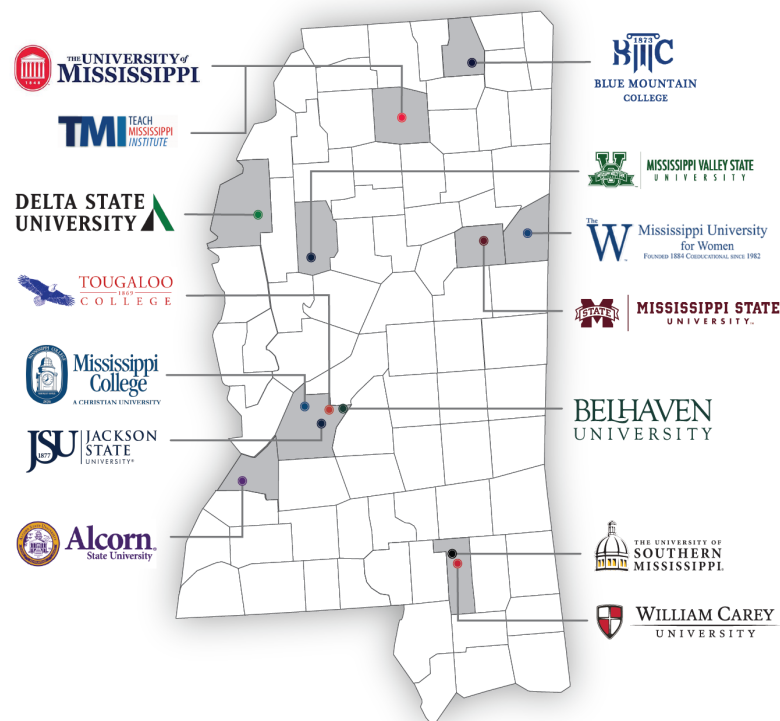 THE UNIVERSITY of
MISSISSIPPI
1848
TMI TEACH
MISSISSIPPI
INSTITUTE
DELTA STATE
UNIVERSITY
TOUGALOO
1869
COLLEGE
Mississippi
College
A CHRISTIAN UNIVERSITY
JSU JACKSON
1877 STATE
UNIVERSITY®
Alcorn
State University
1873
BMC
BLUE MOUNTAIN
COLLEGE
MISSISSIPPI VALLEY STATE
UNIVERSITY
The
W Mississippi University
for Women
FOUNDED 1884 COEDUCATIONAL SINCE 1982
STATE MISSISSIPPI STATE
UNIVERSITY™
BELHAVEN
UNIVERSITY
THE UNIVERSITY OF
SOUTHERN
MISSISSIPPI
WILLIAM CAREY
UNIVERSITY